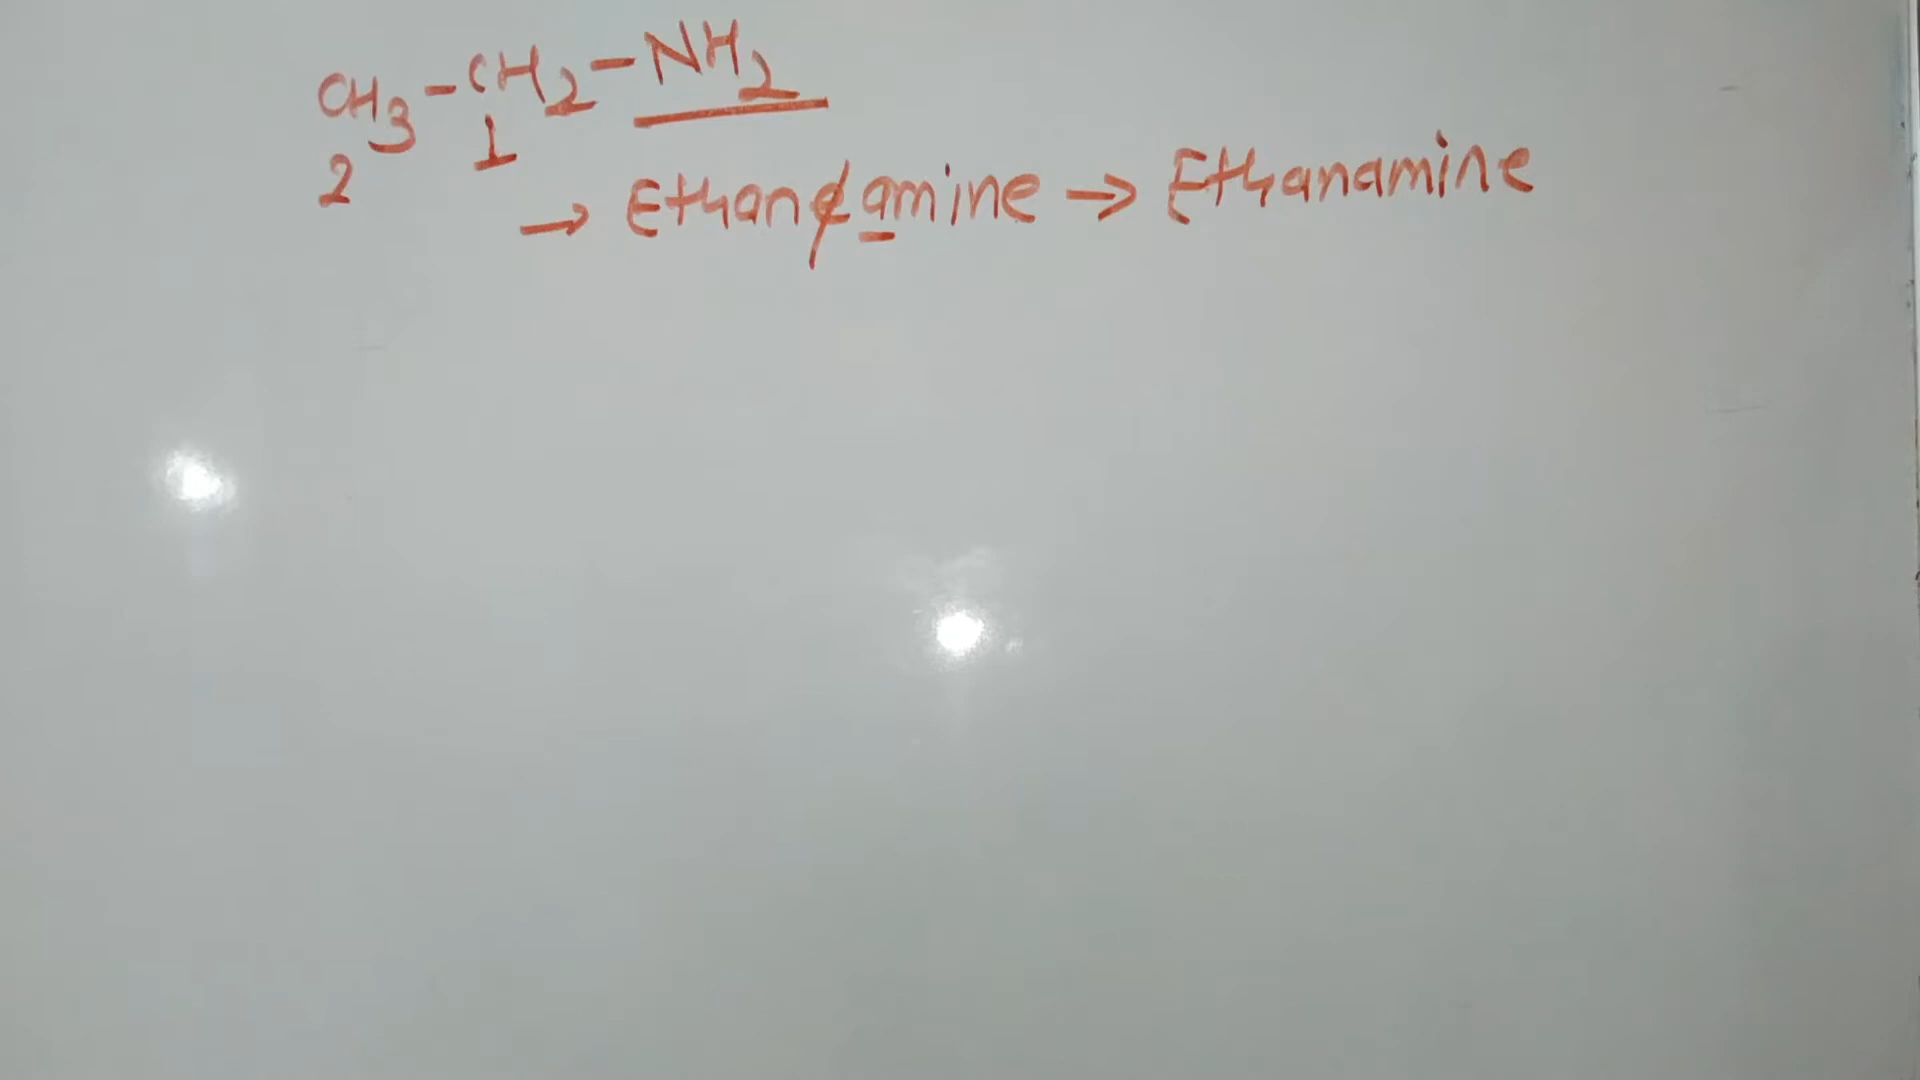 CH3-CH2-NH2
2 1
→ Ethaneamine → Ethanamine